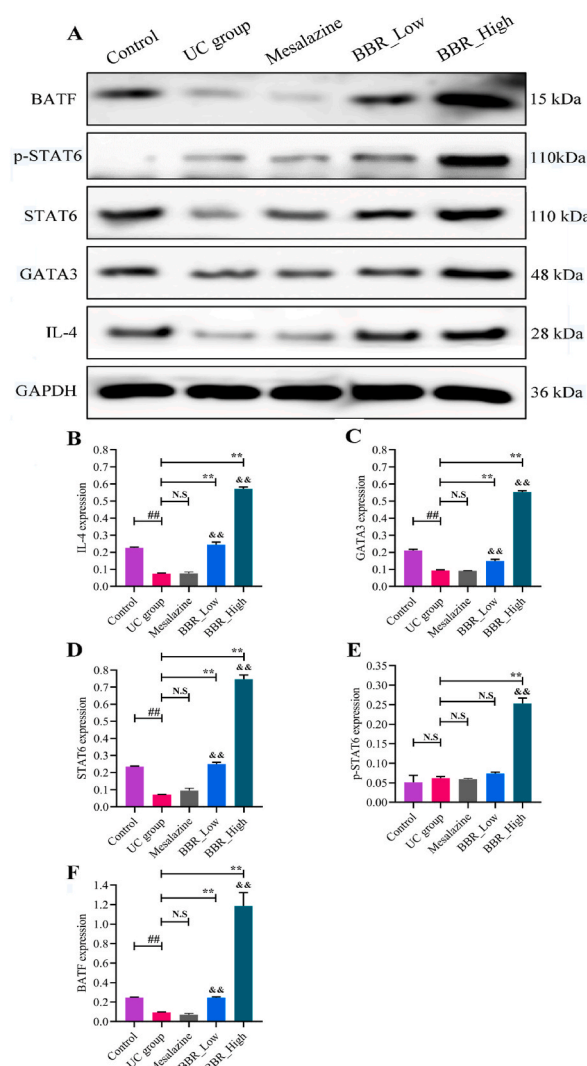 A
Control
UC group
Mesalazine
BBR_Low
BBR_High
BATF
15 kDa
p-STAT6
110kDa
STAT6
110 kDa
GATA3
48 kDa
IL-4
28 kDa
GAPDH
36 kDa
B
IL-4 expression
0.8
0.7
0.6
0.5
0.4
0.3
0.2
0.1
0.0
##
N.S
**
**
&&
&&
Control
UC group
Mesalazine
BBR_Low
BBR_High
C
GATA3 expression
0.8
0.7
0.6
0.5
0.4
0.3
0.2
0.1
0.0
##
N.S
**
**
&&
&&
Control
UC group
Mesalazine
BBR_Low
BBR_High
D
STAT6 expression
0.8
0.7
0.6
0.5
0.4
0.3
0.2
0.1
0.0
##
N.S
**
**
&&
&&
Control
UC group
Mesalazine
BBR_Low
BBR_High
E
p-STAT6 expression
0.35
0.30
0.25
0.20
0.15
0.10
0.05
0.00
N.S
N.S
N.S
**
&&
Control
UC group
Mesalazine
BBR_Low
BBR_High
F
BATF expression
1.4
1.2
1.0
0.8
0.6
0.4
0.2
0.0
##
N.S
**
**
&&
&&
Control
UC group
Mesalazine
BBR_Low
BBR_High